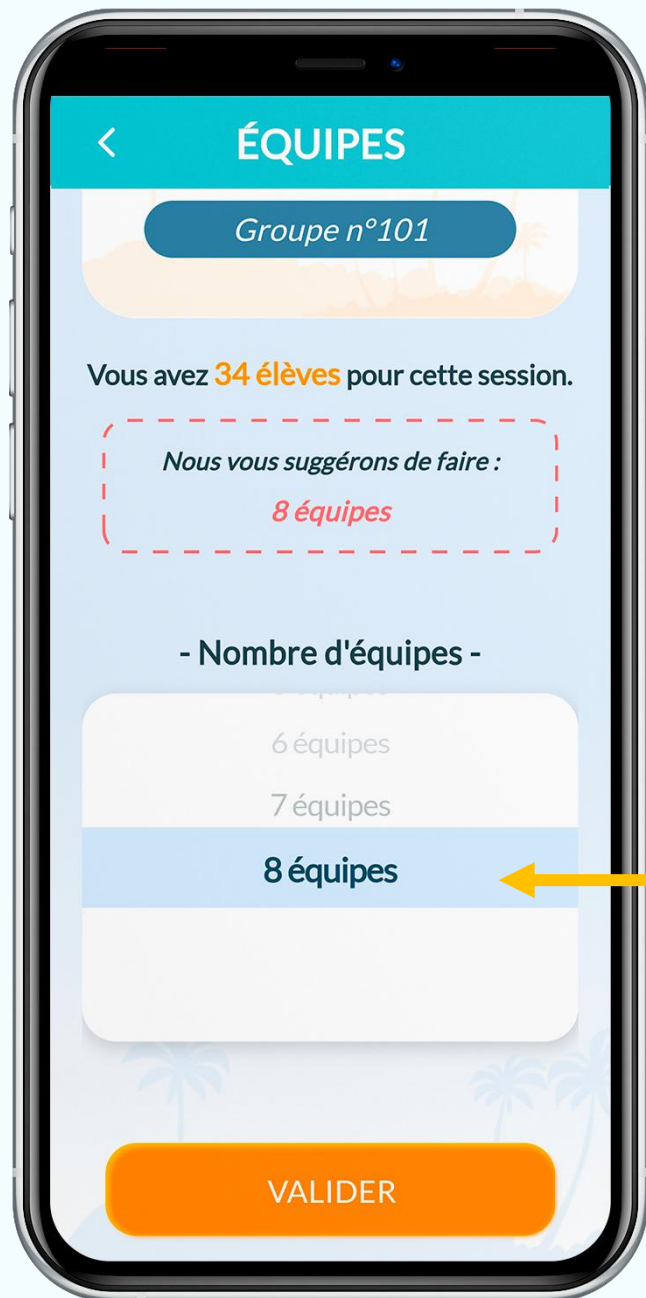 ÉQUIPES
Groupe n°101
Vous avez 34 élèves pour cette session.
Nous vous suggérons de faire :
8 équipes
- Nombre d'équipes -
6 équipes
7 équipes
8 équipes
VALIDER